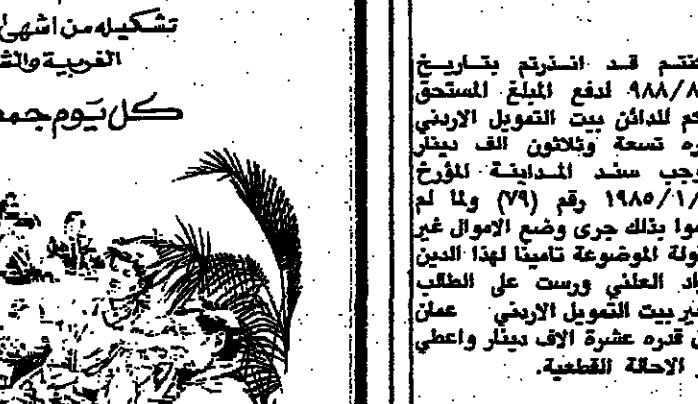 تشكيله من اشهى
الغربية والش
كل يوم جمع
ختتم قد انذرتم بتاريخ
٩٨٨/٨ لدفع المبلغ المستحق
كم للدائن بيت التمويل الاردني
ره تسعة وثلاثون الف دينار
وجب سند المداينة المؤرخ
١٩٨٥/١/ رقم (٧٩) ولما لم
موا بذلك جرى وضع الاموال غير
ولة الموضوعة تامينا لهذا الدين
اد العلني ورست على الطالب
ير بيت التمويل الاردني عمان
ل قدره عشرة الاف دينار واعطي
الاحالة القطعية.